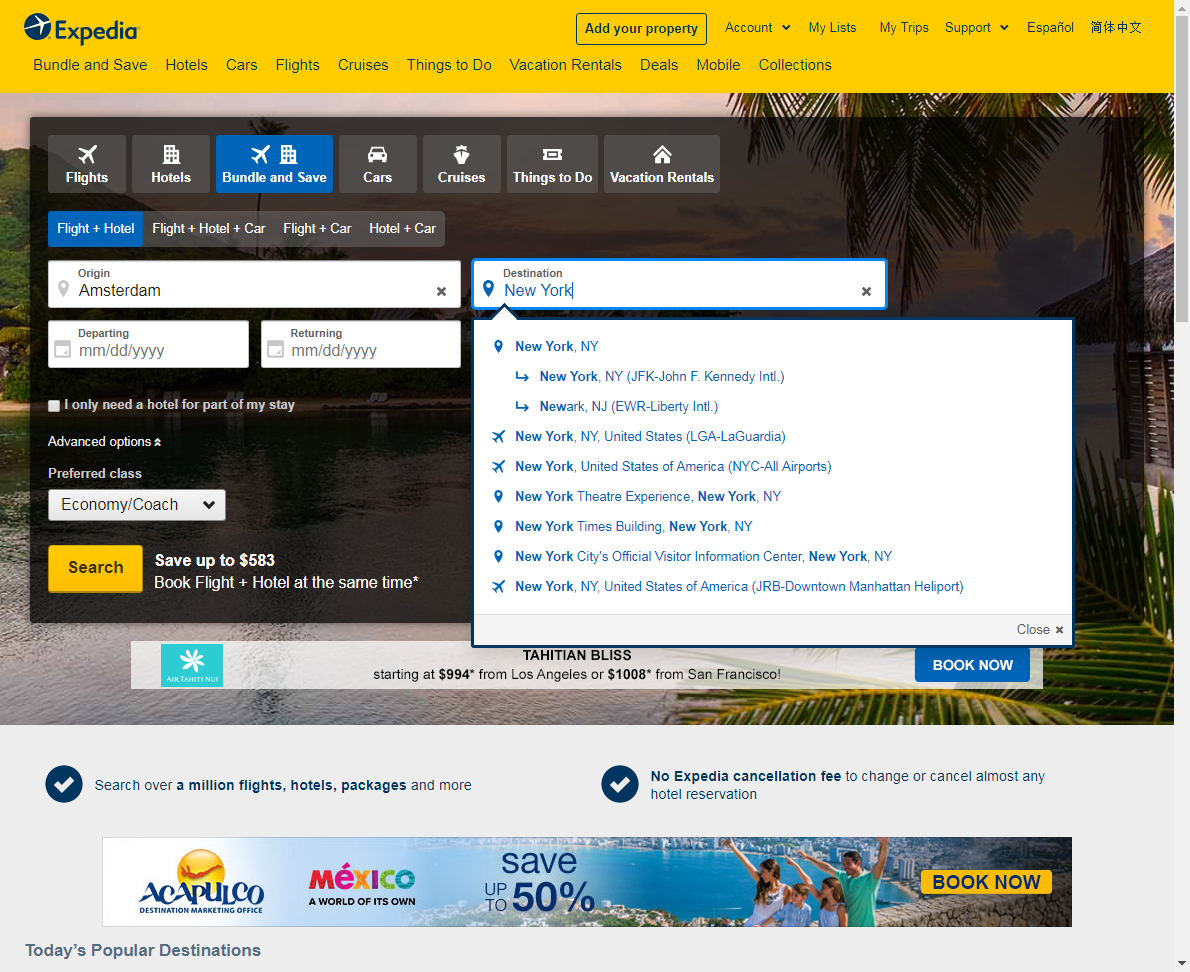 Expedia
Add your property
Account
My Lists
My Trips
Support
Español
简体中文
Bundle and Save
Hotels
Cars
Flights
Cruises
Things to Do
Vacation Rentals
Deals
Mobile
Collections
Flights
Hotels
Bundle and Save
Cars
Cruises
Things to Do
Vacation Rentals
Flight + Hotel
Flight + Hotel + Car
Flight + Car
Hotel + Car
Origin
Amsterdam
Destination
New York
Departing
mm/dd/yyyy
Returning
mm/dd/yyyy
I only need a hotel for part of my stay
Advanced options
Preferred class
Economy/Coach
Search
Save up to $583
Book Flight + Hotel at the same time*
New York, NY
New York, NY (JFK-John F. Kennedy Intl.)
Newark, NJ (EWR-Liberty Intl.)
New York, NY, United States (LGA-LaGuardia)
New York, United States of America (NYC-All Airports)
New York Theatre Experience, New York, NY
New York Times Building, New York, NY
New York City's Official Visitor Information Center, New York, NY
New York, NY, United States of America (JRB-Downtown Manhattan Heliport)
Close
AIR TAHITI NUI
TAHITIAN BLISS
starting at $994* from Los Angeles or $1008* from San Francisco!
BOOK NOW
Search over a million flights, hotels, packages and more
No Expedia cancellation fee to change or cancel almost any
hotel reservation
ACAPULCO
DESTINATION MARKETING OFFICE
México
A WORLD OF ITS OWN
save
UP TO 50%
BOOK NOW
Today's Popular Destinations